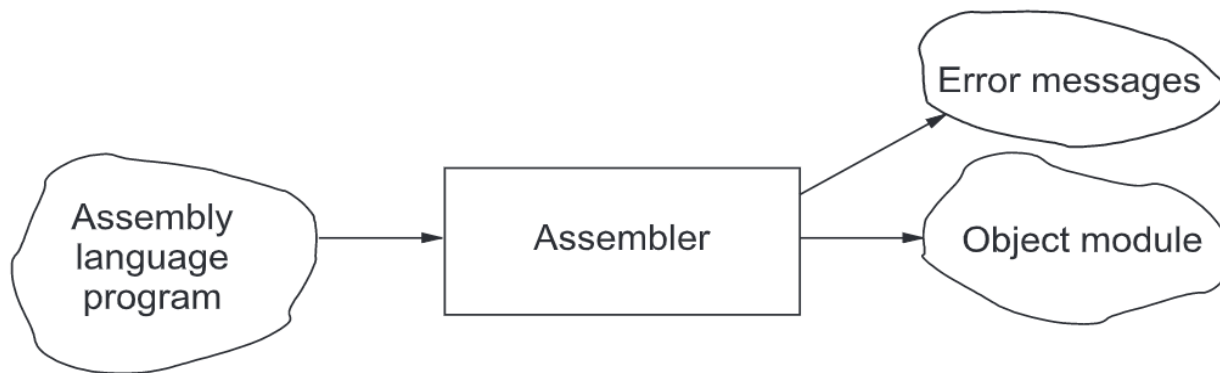 Error messages
Assembly
language
program
Assembler
Object module